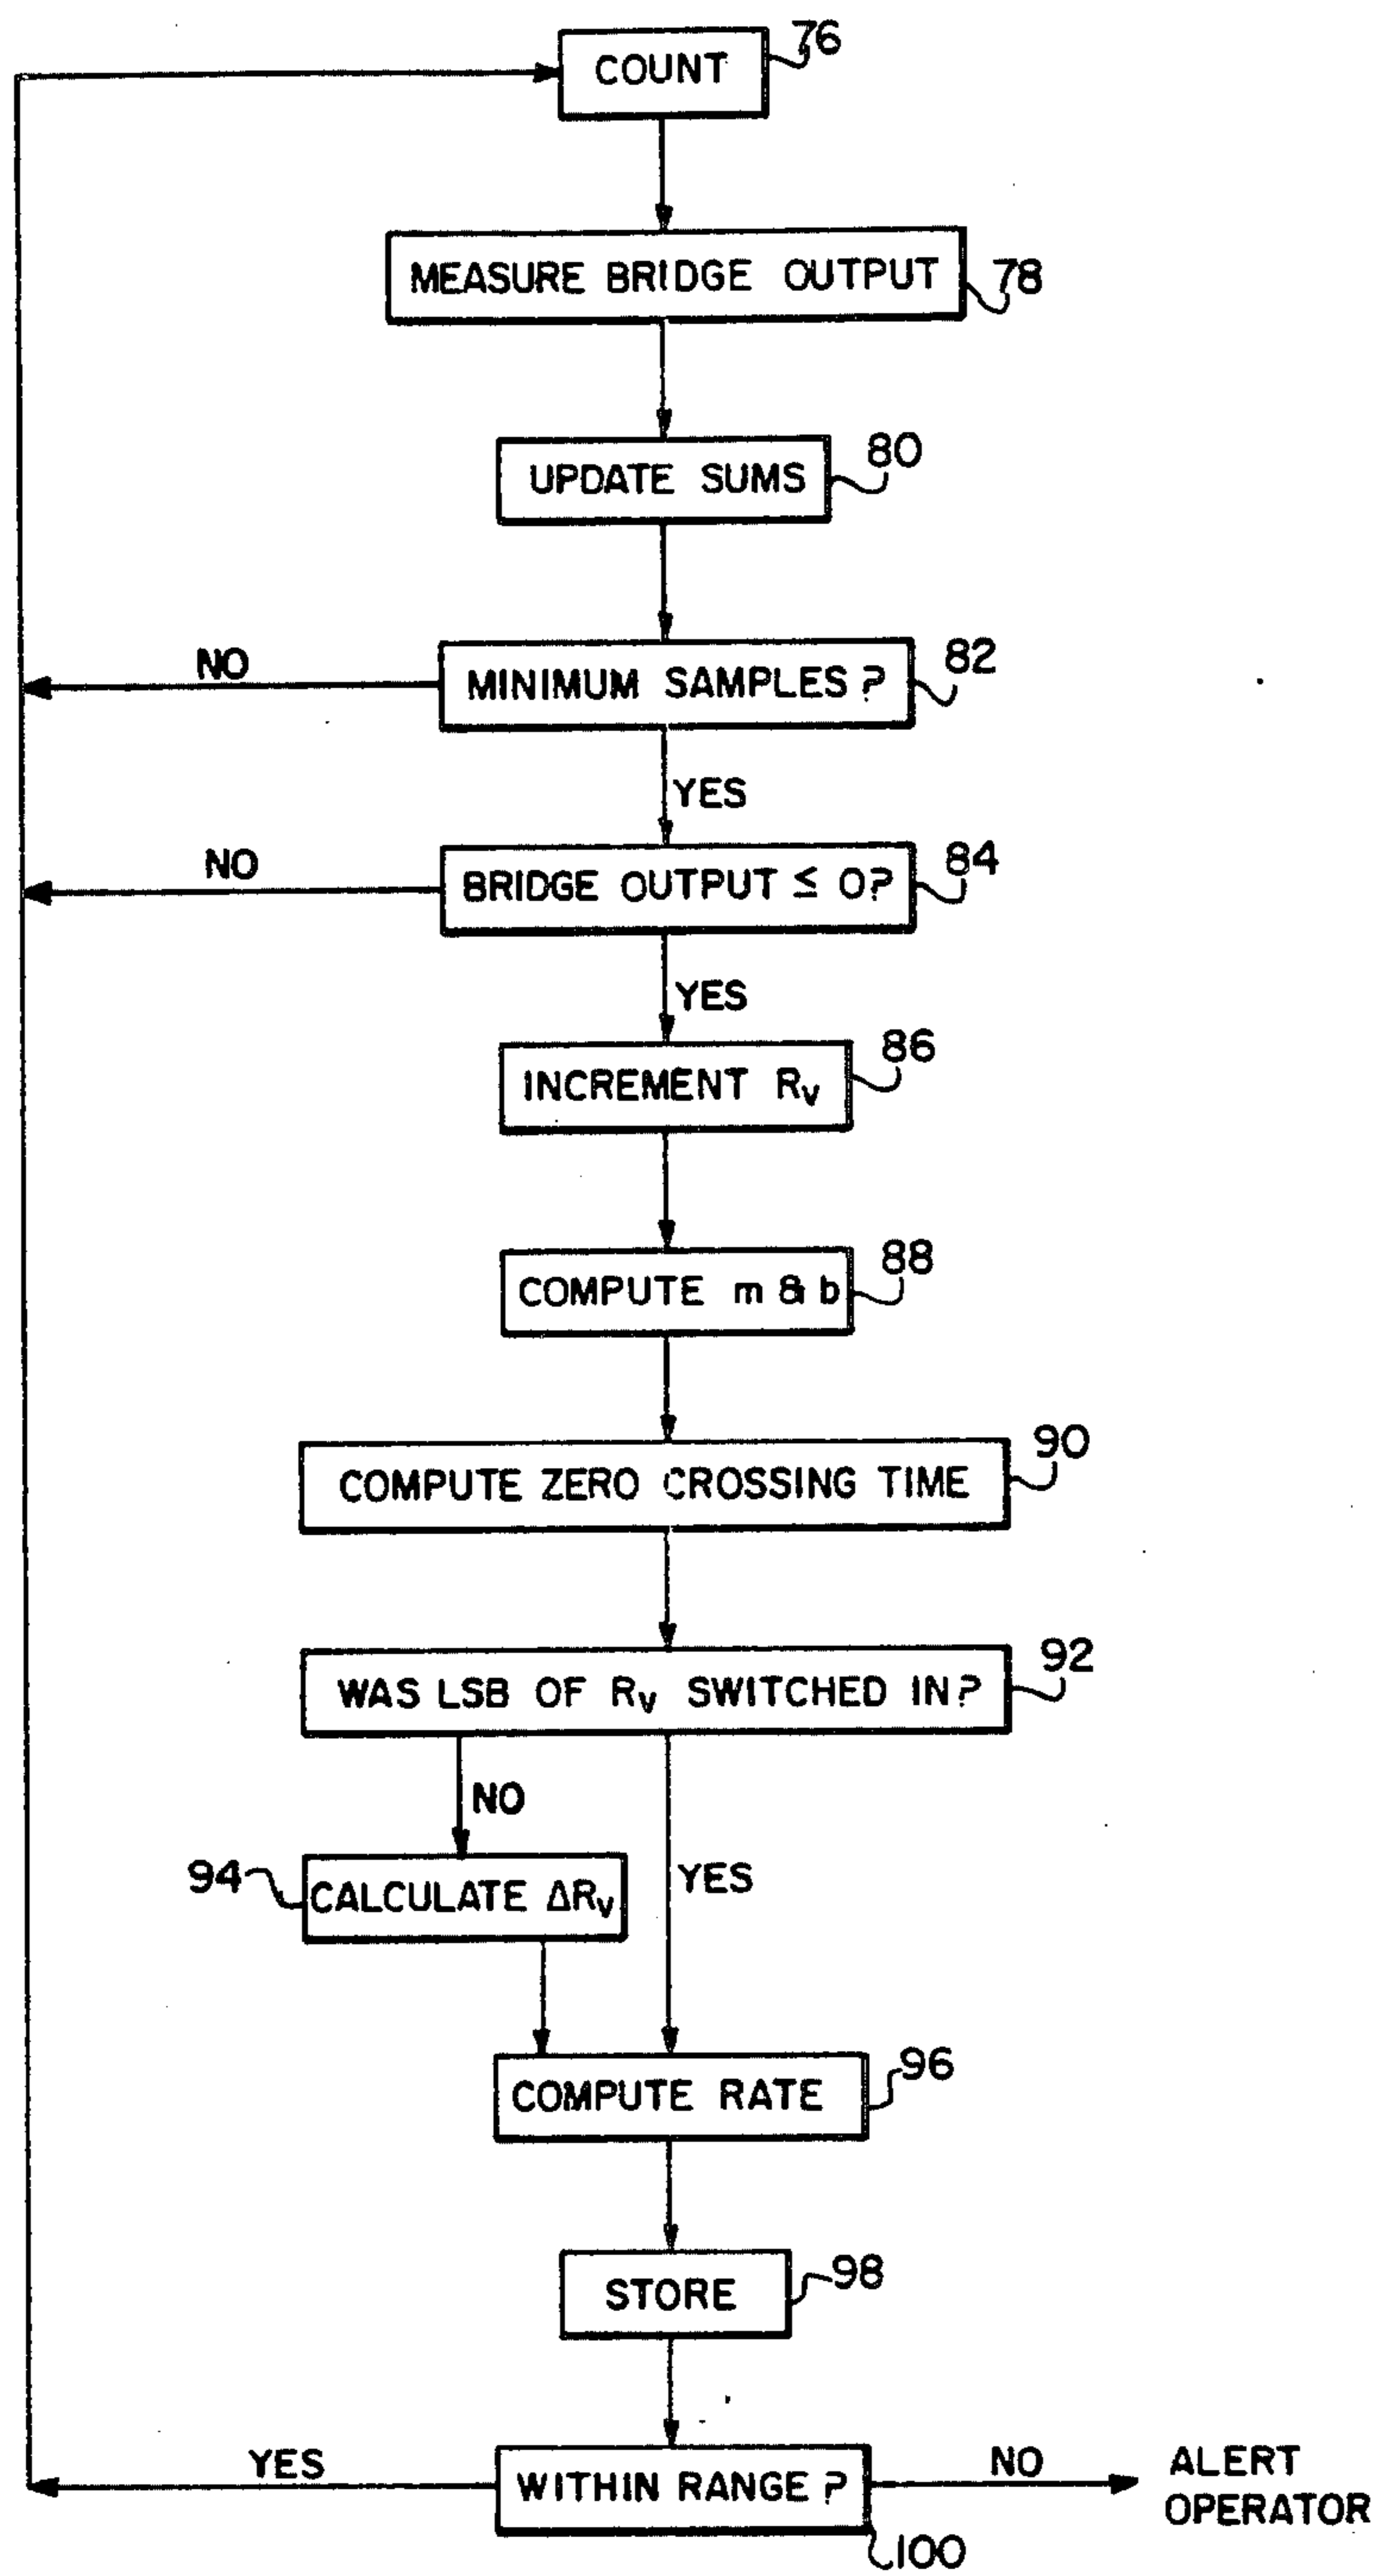 COUNT
76
MEASURE BRIDGE OUTPUT
78
UPDATE SUMS
80
NO
MINIMUM SAMPLES ?
82
YES
NO
BRIDGE OUTPUT ≤ 0?
84
YES
INCREMENT Rv
86
COMPUTE m & b
88
COMPUTE ZERO CROSSING TIME
90
WAS LSB OF Rv SWITCHED IN?
92
NO
94
CALCULATE ΔRv
YES
COMPUTE RATE
96
STORE
98
YES
WITHIN RANGE ?
100
NO
ALERT
OPERATOR